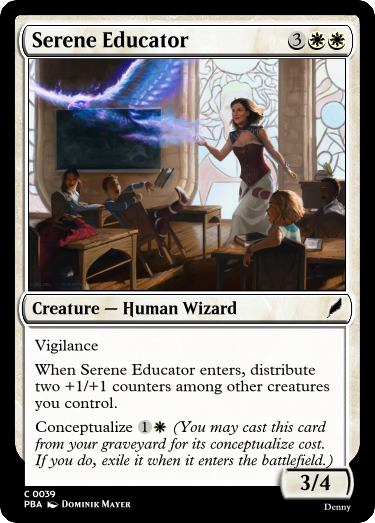 Serene Educator 3
Creature — Human Wizard
Vigilance
When Serene Educator enters, distribute
two +1/+1 counters among other creatures
you control.
Conceptualize 1 (You may cast this card
from your graveyard for its conceptualize cost.
If you do, exile it when it enters the battlefield.)
3/4
C 0039
PBA Dominik Mayer
Denny